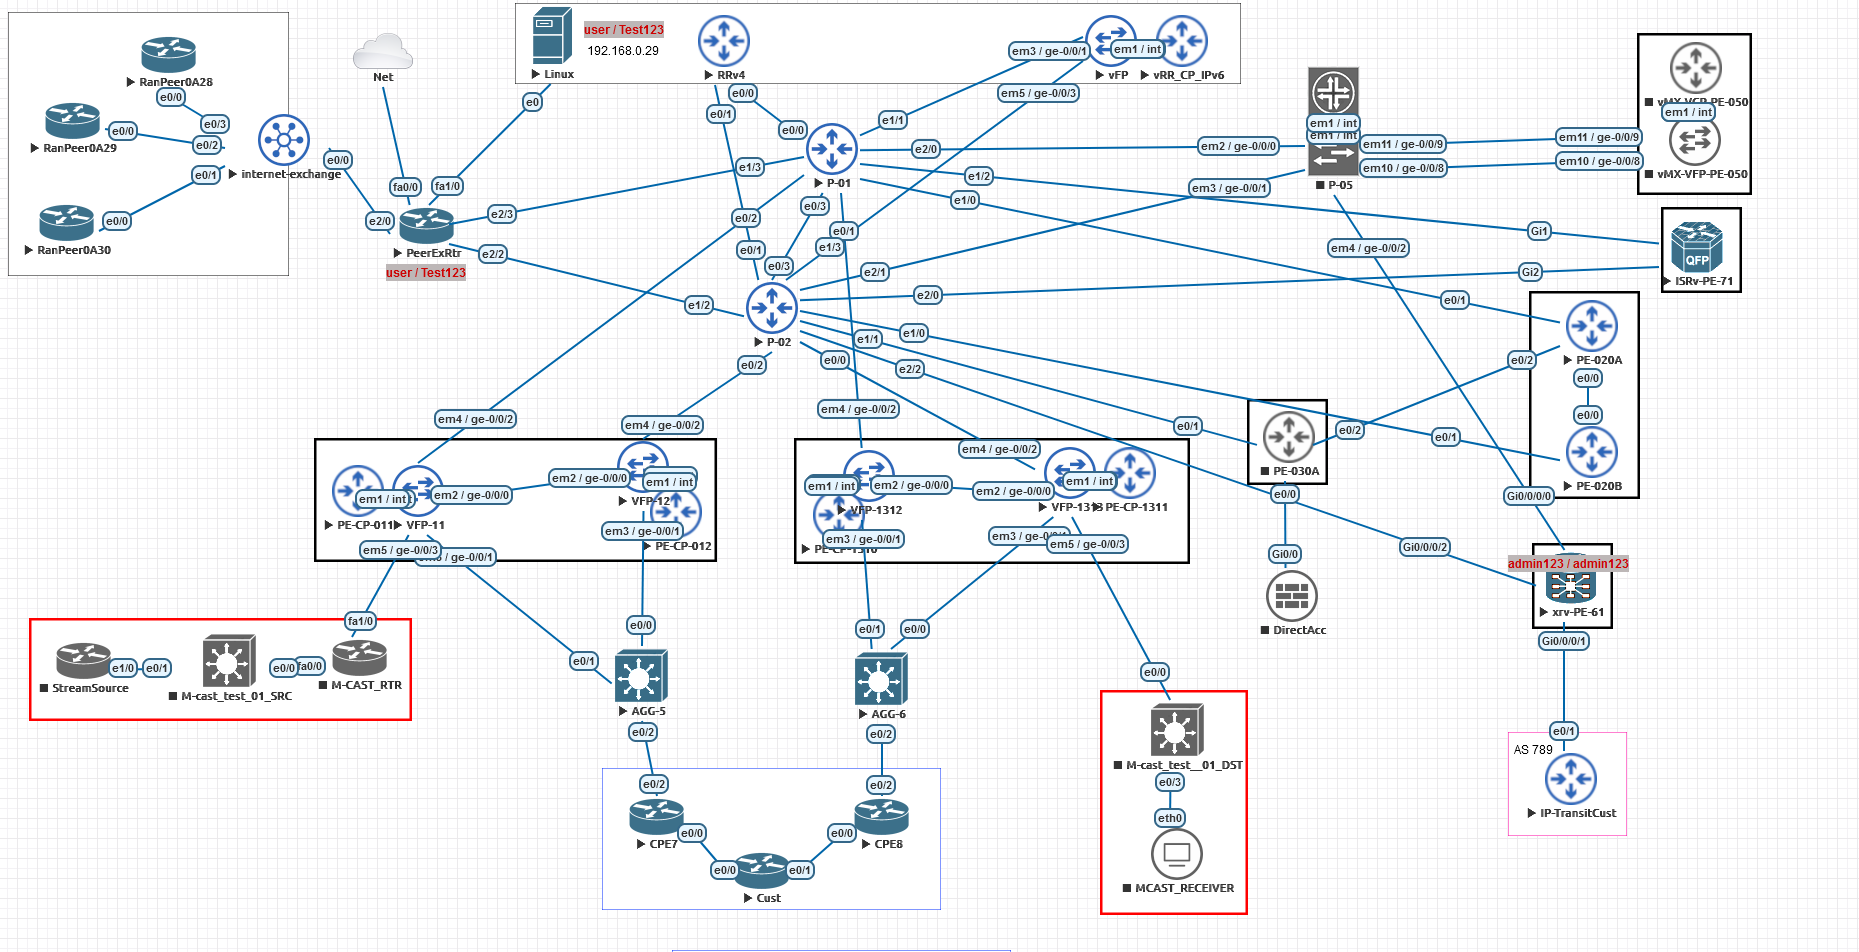 user / Test123
192.168.0.29
Linux
RRv4
em3 / ge-0/0/1
em1 / int
vFP
vRR_CP_IPv6
em5 / ge-0/0/3
RanPeer0A28
e0/0
e0/3
RanPeer0A29
e0/0
e0/2
e0/1
RanPeer0A30
e0/0
internet-exchange
e0/0
e2/0
Net
fa0/0
fa1/0
e0
PeerExRtr
user / Test123
e2/3
e2/2
e1/3
e1/2
e0/0
e0/1
e0/0
e1/1
P-01
e2/0
e1/2
e1/0
e0/2
e0/3
e0/1
e0/1
e1/3
e0/3
P-02
e2/1
e2/0
e1/0
e1/1
e2/2
e0/0
e0/2
em2 / ge-0/0/0
em3 / ge-0/0/1
em1 / int
em1 / int
em11 / ge-0/0/9
em10 / ge-0/0/8
P-05
em4 / ge-0/0/2
em11 / ge-0/0/9
em10 / ge-0/0/8
vMX-VCP-PE-050
em1 / int
vMX-VFP-PE-050
Gi1
Gi2
QFP
ISRv-PE-71
e0/1
PE-020A
e0/2
e0/0
e0/0
PE-020B
e0/1
e0/1
e0/2
PE-030A
e0/0
Gi0/0
DirectAcc
Gi0/0/0/0
Gi0/0/0/2
admin123 / admin123
xrv-PE-61
Gi0/0/0/1
e0/1
AS 789
IP-TransitCust
em4 / ge-0/0/2
em4 / ge-0/0/2
em1 / int
em2 / ge-0/0/0
em2 / ge-0/0/0
em1 / int
PE-CP-011
VFP-11
VFP-12
em3 / ge-0/0/1
PE-CP-012
em5 / ge-0/0/3
/ ge-0/0/1
em4 / ge-0/0/2
em4 / ge-0/0/2
em1 / int
em2 / ge-0/0/0
em2 / ge-0/0/0
em1 / int
VFP-1312
PE-CP-1311
em3 / ge-0/0/1
em3 / ge-0/0/1
em5 / ge-0/0/3
fa1/0
StreamSource
e1/0
e0/1
M-cast_test_01_SRC
e0/0
fa0/0
M-CAST_RTR
e0/1
e0/0
AGG-5
e0/2
e0/1
e0/0
AGG-6
e0/2
e0/2
CPE7
e0/0
e0/0
Cust
e0/1
e0/0
e0/2
CPE8
e0/0
M-cast_test__01_DST
e0/3
eth0
MCAST_RECEIVER